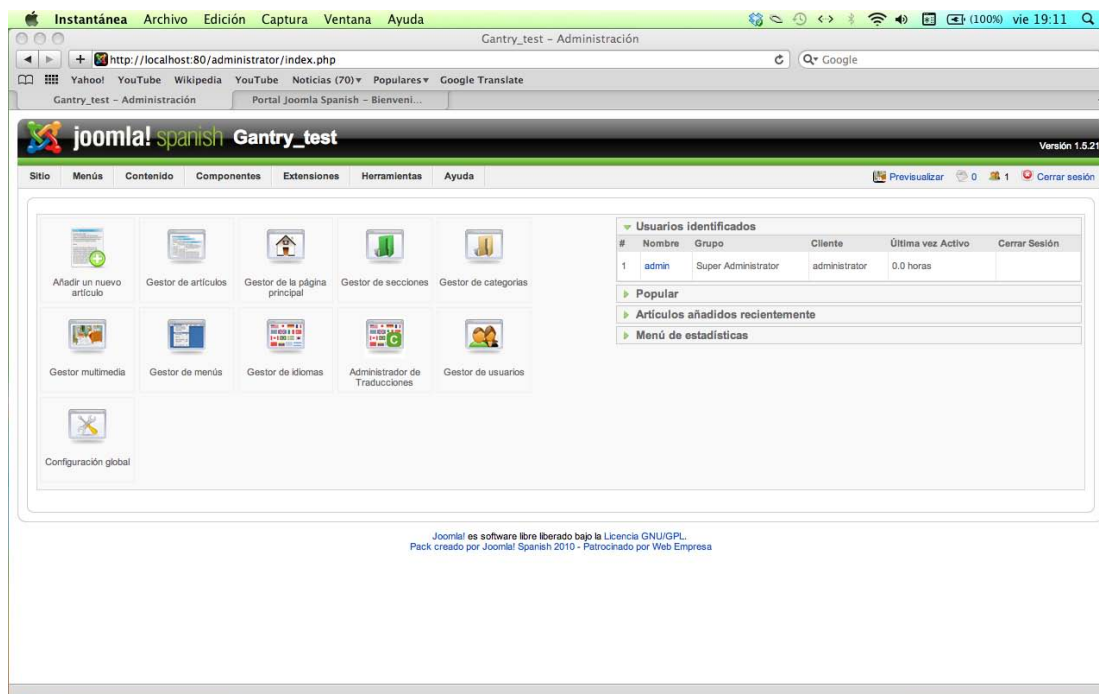 Instantánea Archivo Edición Captura Ventana Ayuda (100%) vie 19:11
Gantry_test – Administración
http://localhost:80/administrator/index.php Google
Yahoo! YouTube Wikipedia YouTube Noticias (70) Populares Google Translate
Gantry_test – Administración Portal Joomla Spanish – Bienveni...
joomla! spanish Gantry_test
Versión 1.5.21
Sitio Menús Contenido Componentes Extensiones Herramientas Ayuda Previsualizar 0 1 Cerrar sesión
Añadir un nuevo artículo
Gestor de artículos
Gestor de la página principal
Gestor de secciones
Gestor de categorias
Gestor multimedia
Gestor de menús
Gestor de idiomas
Administrador de Traducciones
Gestor de usuarios
Configuración global
Usuarios identificados
# Nombre Grupo Cliente Última vez Activo Cerrar Sesión
1 admin Super Administrator administrator 0.0 horas
Popular
Artículos añadidos recientemente
Menú de estadísticas
Joomla! es software libre liberado bajo la Licencia GNU/GPL.
Pack creado por Joomla! Spanish 2010 - Patrocinado por Web Empresa